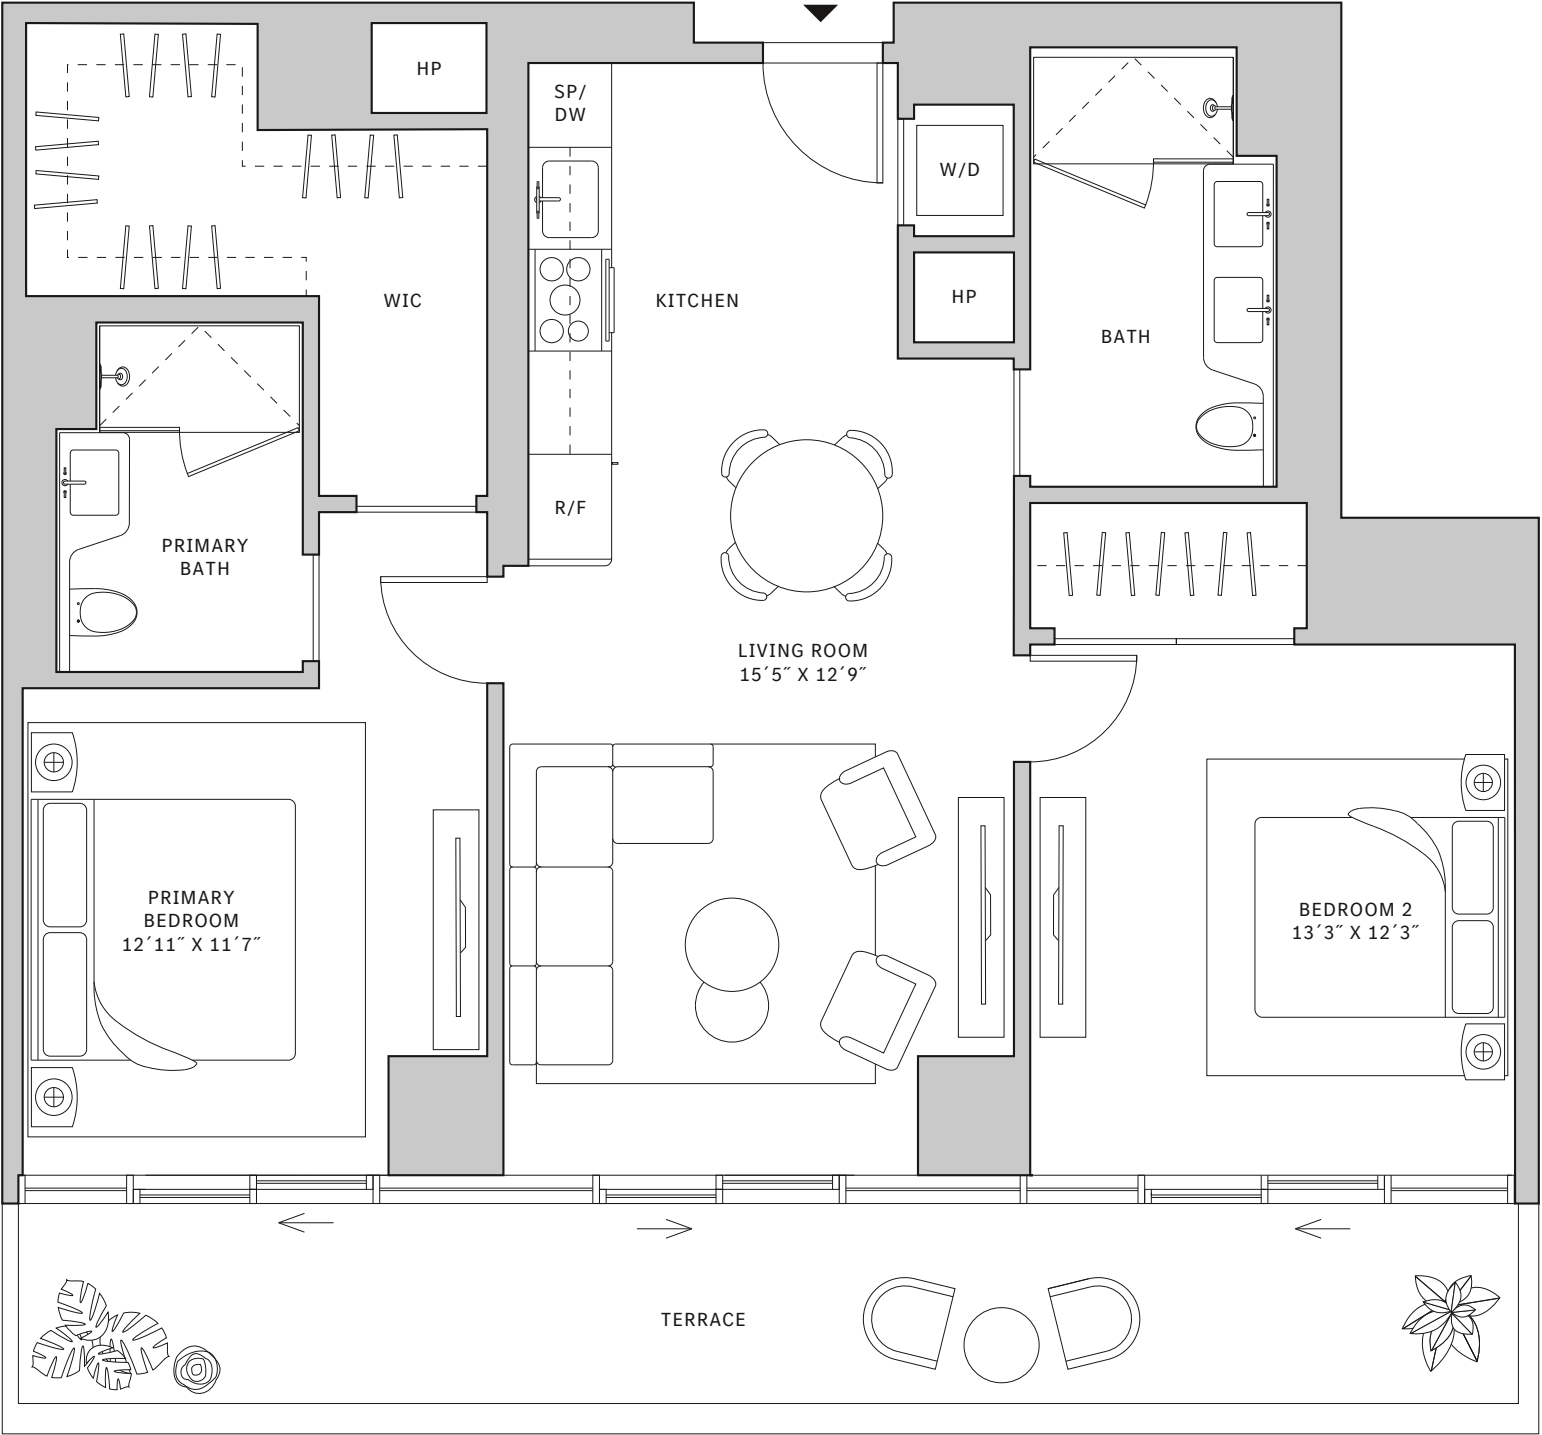 HP
SP/
DW
W/D
WIC
KITCHEN
HP
BATH
R/F
PRIMARY
BATH
LIVING ROOM
15´5˝ X 12´9˝
PRIMARY
BEDROOM
12´11˝ X 11´7˝
BEDROOM 2
13´3˝ X 12´3˝
TERRACE